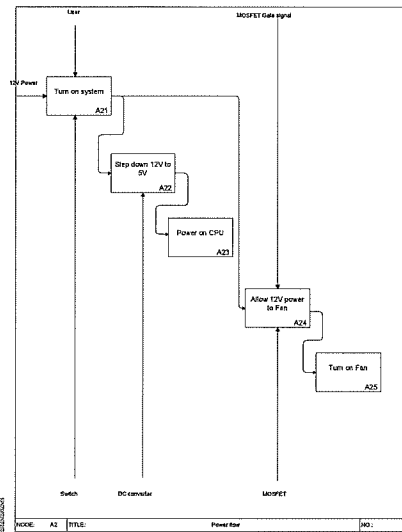 User
MOSFET Gate signal
12V Power
Turn on system
A21
Step down 12V to
5V
A22
Power on CPU
A23
Allow 12V power
to Fan
A24
Turn on Fan
A25
Switch
DC converter
MOSFET
NODE: A2 TITLE: Power flow NO.: